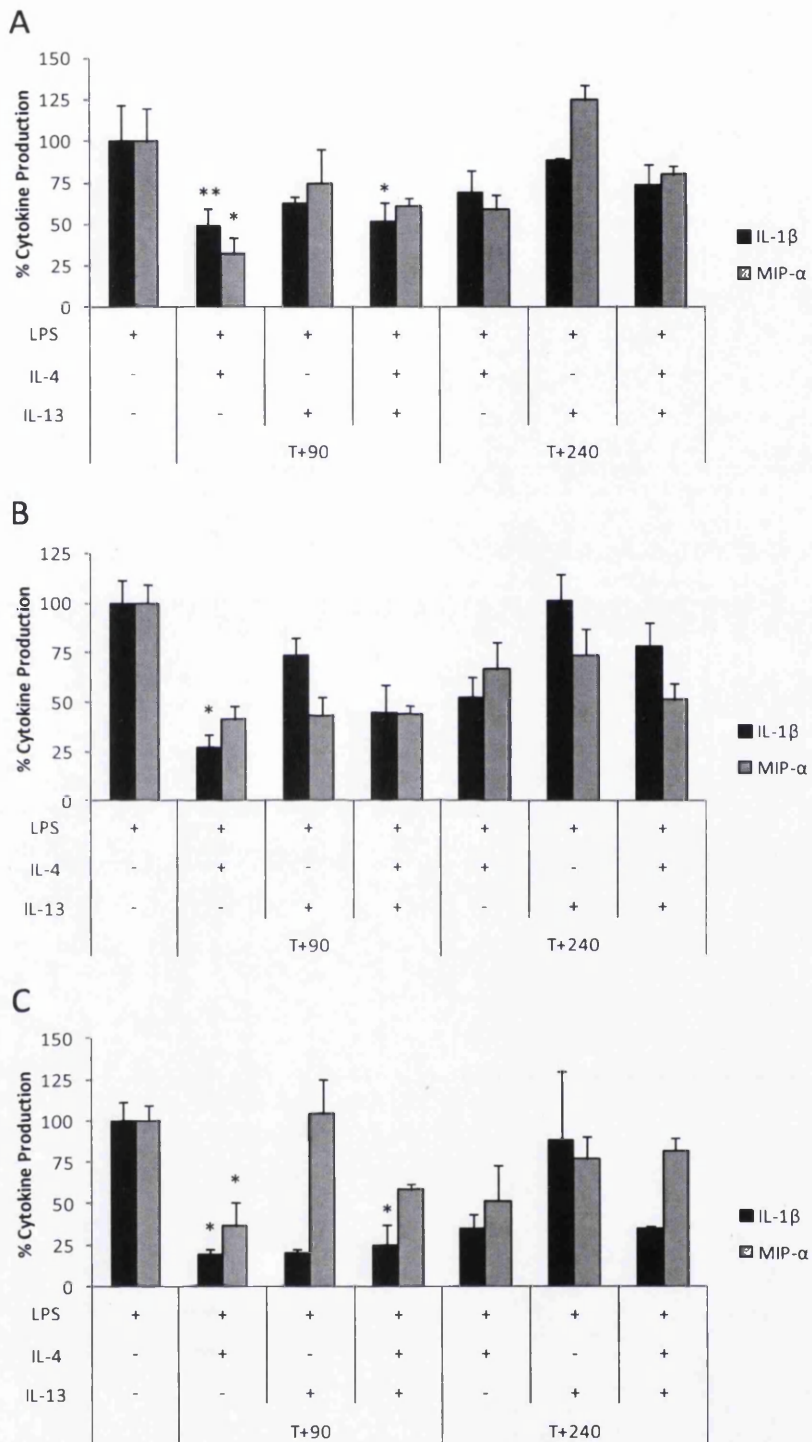 A
% Cytokine Production
150
125
100
75
50
25
0
** * *
IL-1β
MIP-α
LPS + + + + + + +
IL-4 - + - + + - +
IL-13 - - + + - + +
T+90 T+240
B
% Cytokine Production
125
100
75
50
25
0
*
IL-1β
MIP-α
LPS + + + + + + +
IL-4 - + - + + - +
IL-13 - - + + - + +
T+90 T+240
C
% Cytokine Production
150
125
100
75
50
25
0
* * *
IL-1β
MIP-α
LPS + + + + + + +
IL-4 - + - + + - +
IL-13 - - + + - + +
T+90 T+240